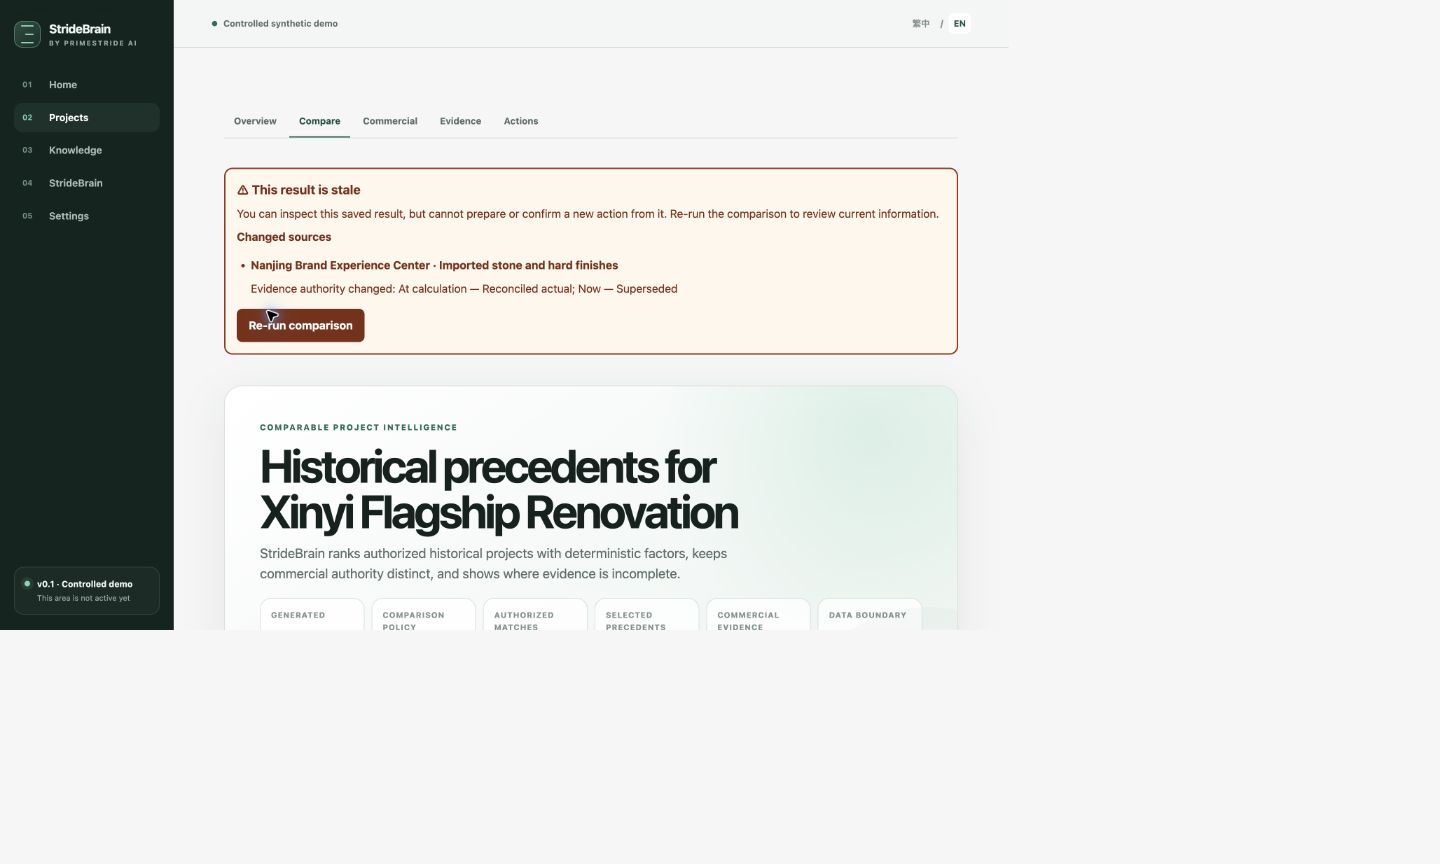 StrideBrain
BY PRIMESTRIDE AI
01 Home
02 Projects
03 Knowledge
04 StrideBrain
05 Settings
v0.1 · Controlled demo
This area is not active yet
Controlled synthetic demo
繁中 / EN
Overview Compare Commercial Evidence Actions
This result is stale
You can inspect this saved result, but cannot prepare or confirm a new action from it. Re-run the comparison to review current information.
Changed sources
• Nanjing Brand Experience Center · Imported stone and hard finishes
Evidence authority changed: At calculation — Reconciled actual; Now — Superseded
Re-run comparison
COMPARABLE PROJECT INTELLIGENCE
Historical precedents for
Xinyi Flagship Renovation
StrideBrain ranks authorized historical projects with deterministic factors, keeps
commercial authority distinct, and shows where evidence is incomplete.
GENERATED
COMPARISON
POLICY
AUTHORIZED
MATCHES
SELECTED
PRECEDENTS
COMMERCIAL
EVIDENCE
DATA BOUNDARY